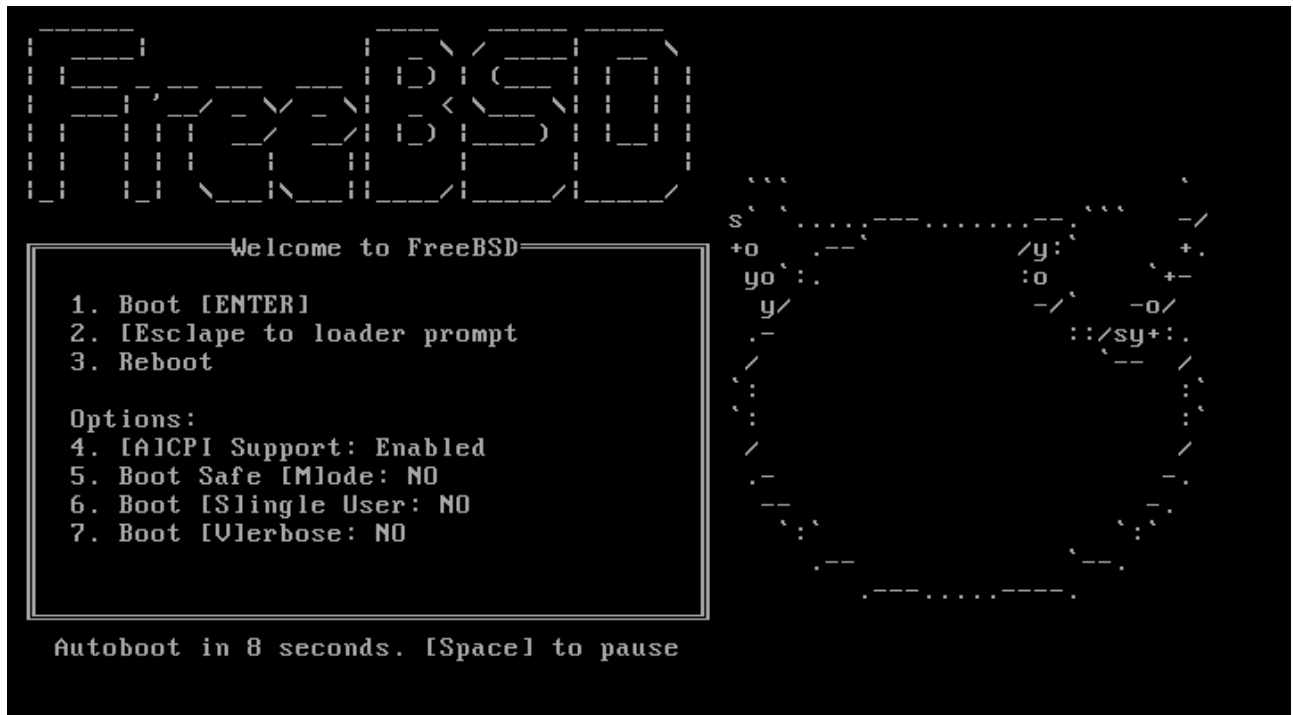 FreeBSD
Welcome to FreeBSD
1. Boot [ENTER]
2. [Esc]ape to loader prompt
3. Reboot
Options:
4. [A]CPI Support: Enabled
5. Boot Safe [M]ode: NO
6. Boot [S]ingle User: NO
7. Boot [V]erbose: NO
Autoboot in 8 seconds. [Space] to pause